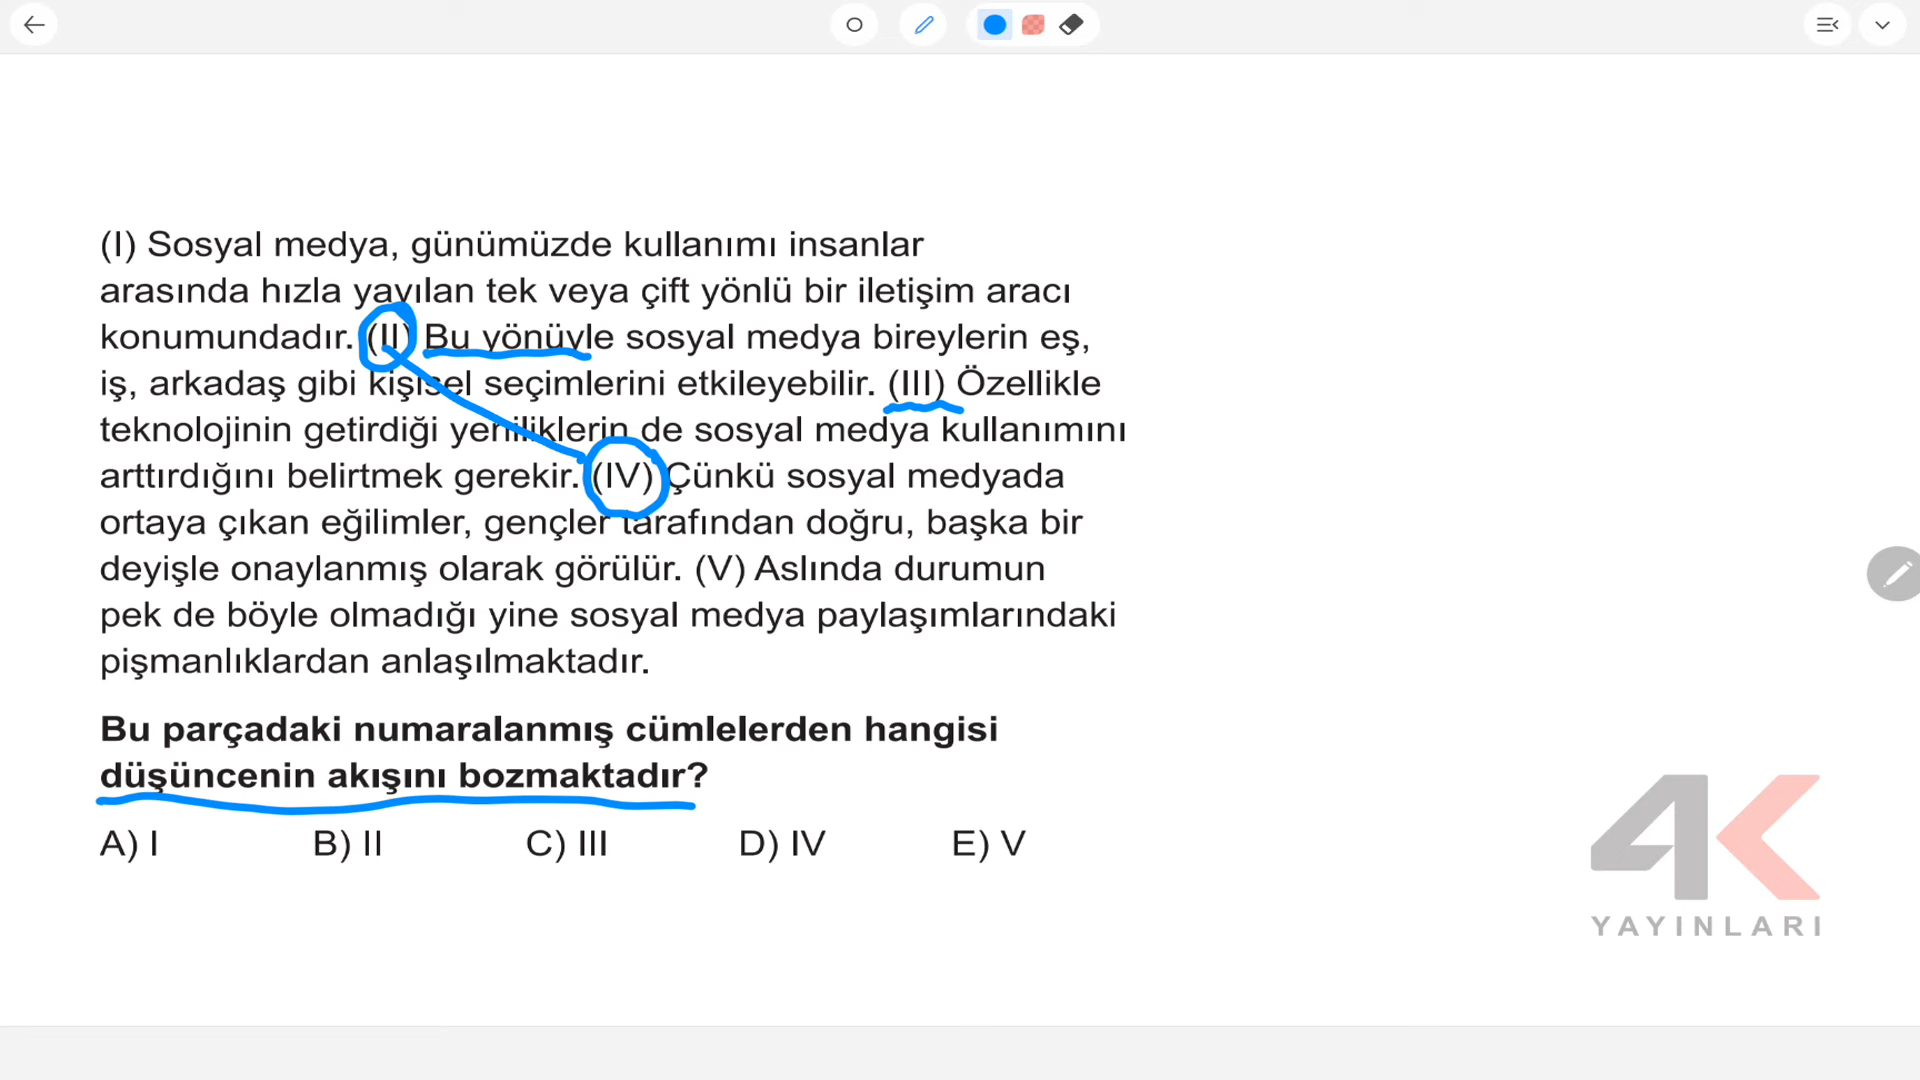 (I) Sosyal medya, günümüzde kullanımı insanlar
arasında hızla yayılan tek veya çift yönlü bir iletişim aracı
konumundadır. (II) Bu yönüyle sosyal medya bireylerin eş,
iş, arkadaş gibi kişisel seçimlerini etkileyebilir. (III) Özellikle
teknolojinin getirdiği yeniliklerin de sosyal medya kullanımını
arttırdığını belirtmek gerekir. (IV) Çünkü sosyal medyada
ortaya çıkan eğilimler, gençler tarafından doğru, başka bir
deyişle onaylanmış olarak görülür. (V) Aslında durumun
pek de böyle olmadığı yine sosyal medya paylaşımlarındaki
pişmanlıklardan anlaşılmaktadır.
Bu parçadaki numaralanmış cümlelerden hangisi
düşüncenin akışını bozmaktadır?
A) I B) II C) III D) IV E) V
4K
YAYINLARI